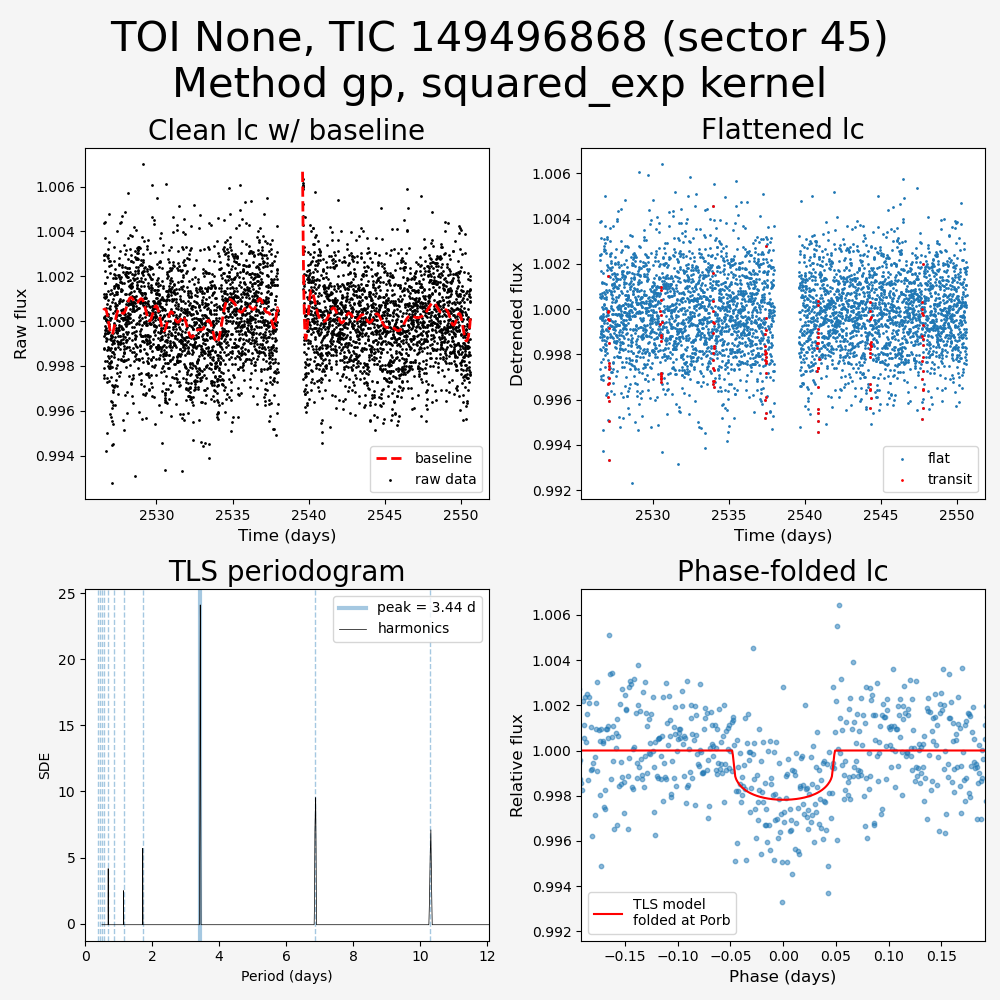 TOI None, TIC 149496868 (sector 45)
Method gp, squared_exp kernel
Clean lc w/ baseline
Raw flux
1.006
1.004
1.002
1.000
0.998
0.996
0.994
baseline
raw data
2530
2535
2540
2545
2550
Time (days)
Flattened lc
Detrended flux
1.006
1.004
1.002
1.000
0.998
0.996
0.994
0.992
flat
transit
2530
2535
2540
2545
2550
Time (days)
TLS periodogram
SDE
25
20
15
10
5
0
peak = 3.44 d
harmonics
0
2
4
6
8
10
12
Period (days)
Phase-folded lc
Relative flux
1.006
1.004
1.002
1.000
0.998
0.996
0.994
0.992
TLS model
folded at Porb
−0.15
−0.10
−0.05
0.00
0.05
0.10
0.15
Phase (days)